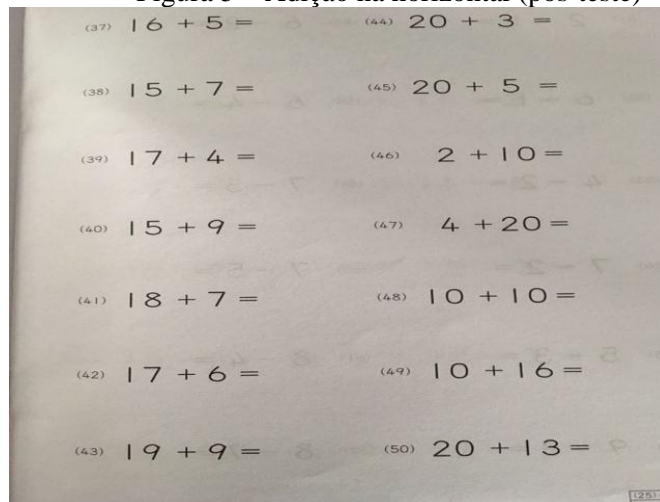 Figura 3 – Adição na horizontal (pós-teste)
(37) 16 + 5 =
(38) 15 + 7 =
(39) 17 + 4 =
(40) 15 + 9 =
(41) 18 + 7 =
(42) 17 + 6 =
(43) 19 + 9 =
(44) 20 + 3 =
(45) 20 + 5 =
(46) 2 + 10 =
(47) 4 + 20 =
(48) 10 + 10 =
(49) 10 + 16 =
(50) 20 + 13 =
(25)